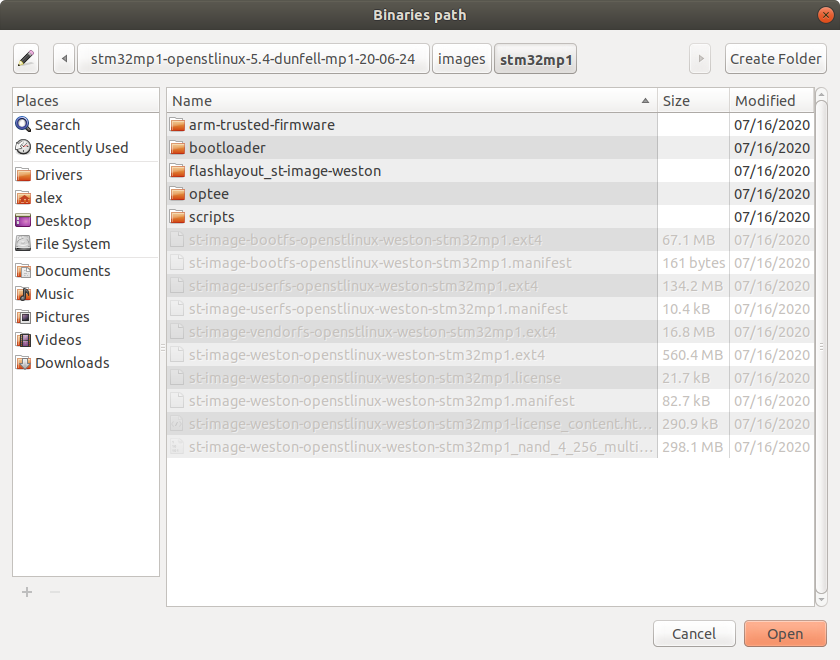 Binaries path
stm32mp1-openstlinux-5.4-dunfell-mp1-20-06-24 images stm32mp1 Create Folder
Places
Search
Recently Used
Drivers
alex
Desktop
File System
Documents
Music
Pictures
Videos
Downloads
Name Size Modified
arm-trusted-firmware 07/16/2020
bootloader 07/16/2020
flashlayout_st-image-weston 07/16/2020
optee 07/16/2020
scripts 07/16/2020
st-image-bootfs-openstlinux-weston-stm32mp1.ext4 67.1 MB 07/16/2020
st-image-bootfs-openstlinux-weston-stm32mp1.manifest 161 bytes 07/16/2020
st-image-userfs-openstlinux-weston-stm32mp1.ext4 134.2 MB 07/16/2020
st-image-userfs-openstlinux-weston-stm32mp1.manifest 10.4 kB 07/16/2020
st-image-vendorfs-openstlinux-weston-stm32mp1.ext4 16.8 MB 07/16/2020
st-image-weston-openstlinux-weston-stm32mp1.ext4 560.4 MB 07/16/2020
st-image-weston-openstlinux-weston-stm32mp1.license 21.7 kB 07/16/2020
st-image-weston-openstlinux-weston-stm32mp1.manifest 82.7 kB 07/16/2020
st-image-weston-openstlinux-weston-stm32mp1-license_content.ht... 290.9 kB 07/16/2020
st-image-weston-openstlinux-weston-stm32mp1_nand_4_256_multi... 298.1 MB 07/16/2020
Cancel Open